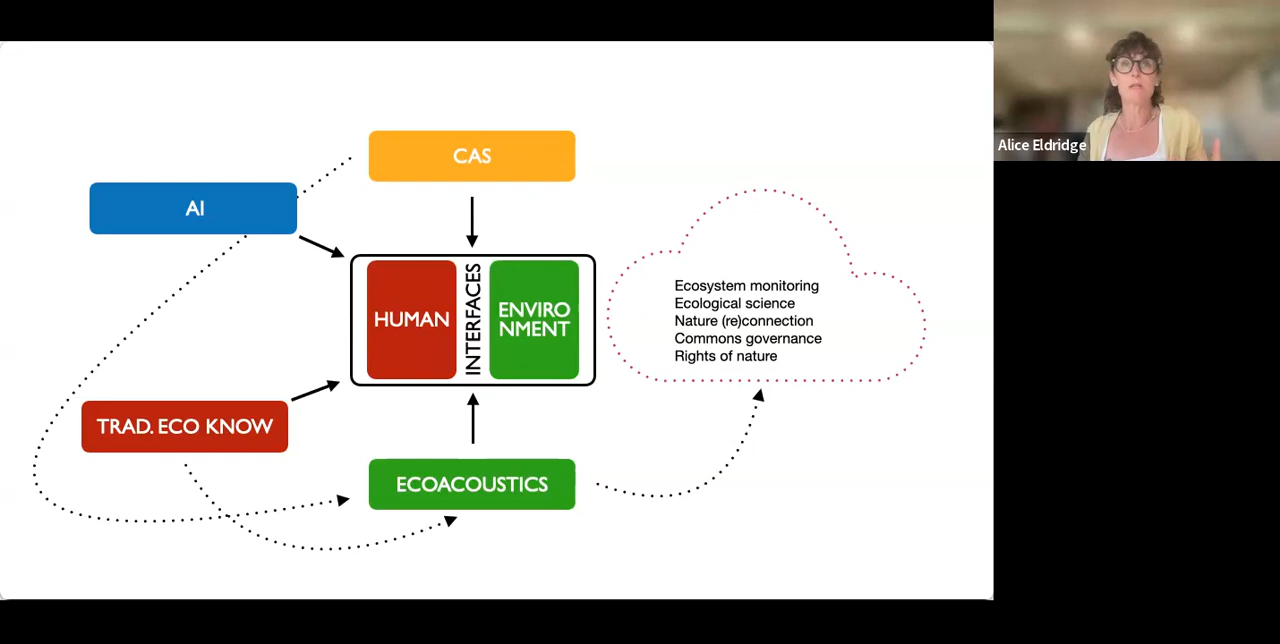 CAS
AI
HUMAN
INTERFACES
ENVIRO
NMENT
Ecosystem monitoring
Ecological science
Nature (re)connection
Commons governance
Rights of nature
TRAD. ECO KNOW
ECOACOUSTICS
Alice Eldridge